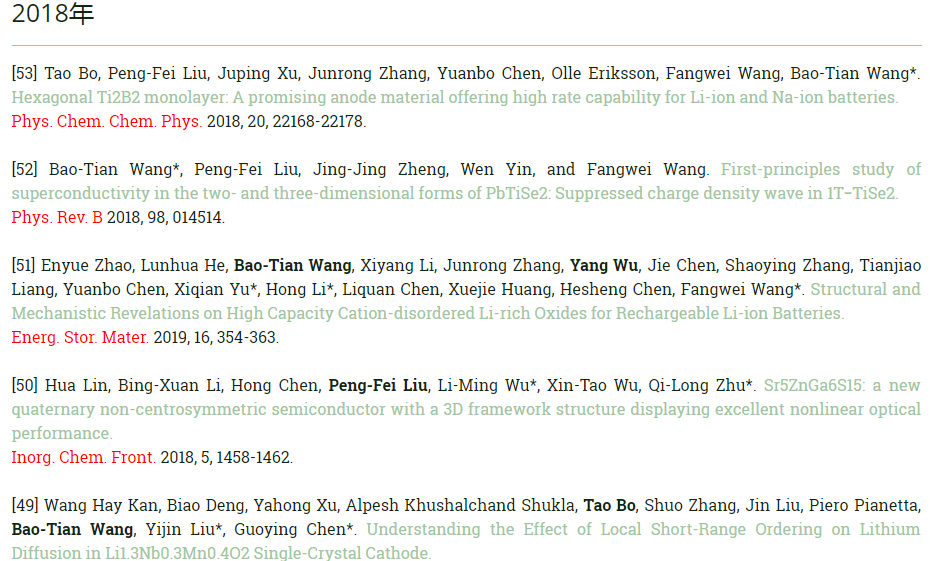 2018年
[53] Tao Bo, Peng-Fei Liu, Juping Xu, Junrong Zhang, Yuanbo Chen, Olle Eriksson, Fangwei Wang, Bao-Tian Wang*.
Hexagonal Ti2B2 monolayer: A promising anode material offering high rate capability for Li-ion and Na-ion batteries.
Phys. Chem. Chem. Phys. 2018, 20, 22168-22178.
[52] Bao-Tian Wang*, Peng-Fei Liu, Jing-Jing Zheng, Wen Yin, and Fangwei Wang. First-principles study of
superconductivity in the two- and three-dimensional forms of PbTiSe2: Suppressed charge density wave in 1T−TiSe2.
Phys. Rev. B 2018, 98, 014514.
[51] Enyue Zhao, Lunhua He, Bao-Tian Wang, Xiyang Li, Junrong Zhang, Yang Wu, Jie Chen, Shaoying Zhang, Tianjiao
Liang, Yuanbo Chen, Xiqian Yu*, Hong Li*, Liquan Chen, Xuejie Huang, Hesheng Chen, Fangwei Wang*. Structural and
Mechanistic Revelations on High Capacity Cation-disordered Li-rich Oxides for Rechargeable Li-ion Batteries.
Energ. Stor. Mater. 2019, 16, 354-363.
[50] Hua Lin, Bing-Xuan Li, Hong Chen, Peng-Fei Liu, Li-Ming Wu*, Xin-Tao Wu, Qi-Long Zhu*. Sr5ZnGa6S15: a new
quaternary non-centrosymmetric semiconductor with a 3D framework structure displaying excellent nonlinear optical
performance.
Inorg. Chem. Front. 2018, 5, 1458-1462.
[49] Wang Hay Kan, Biao Deng, Yahong Xu, Alpesh Khushalchand Shukla, Tao Bo, Shuo Zhang, Jin Liu, Piero Pianetta,
Bao-Tian Wang, Yijin Liu*, Guoying Chen*. Understanding the Effect of Local Short-Range Ordering on Lithium
Diffusion in Li1.3Nb0.3Mn0.4O2 Single-Crystal Cathode.